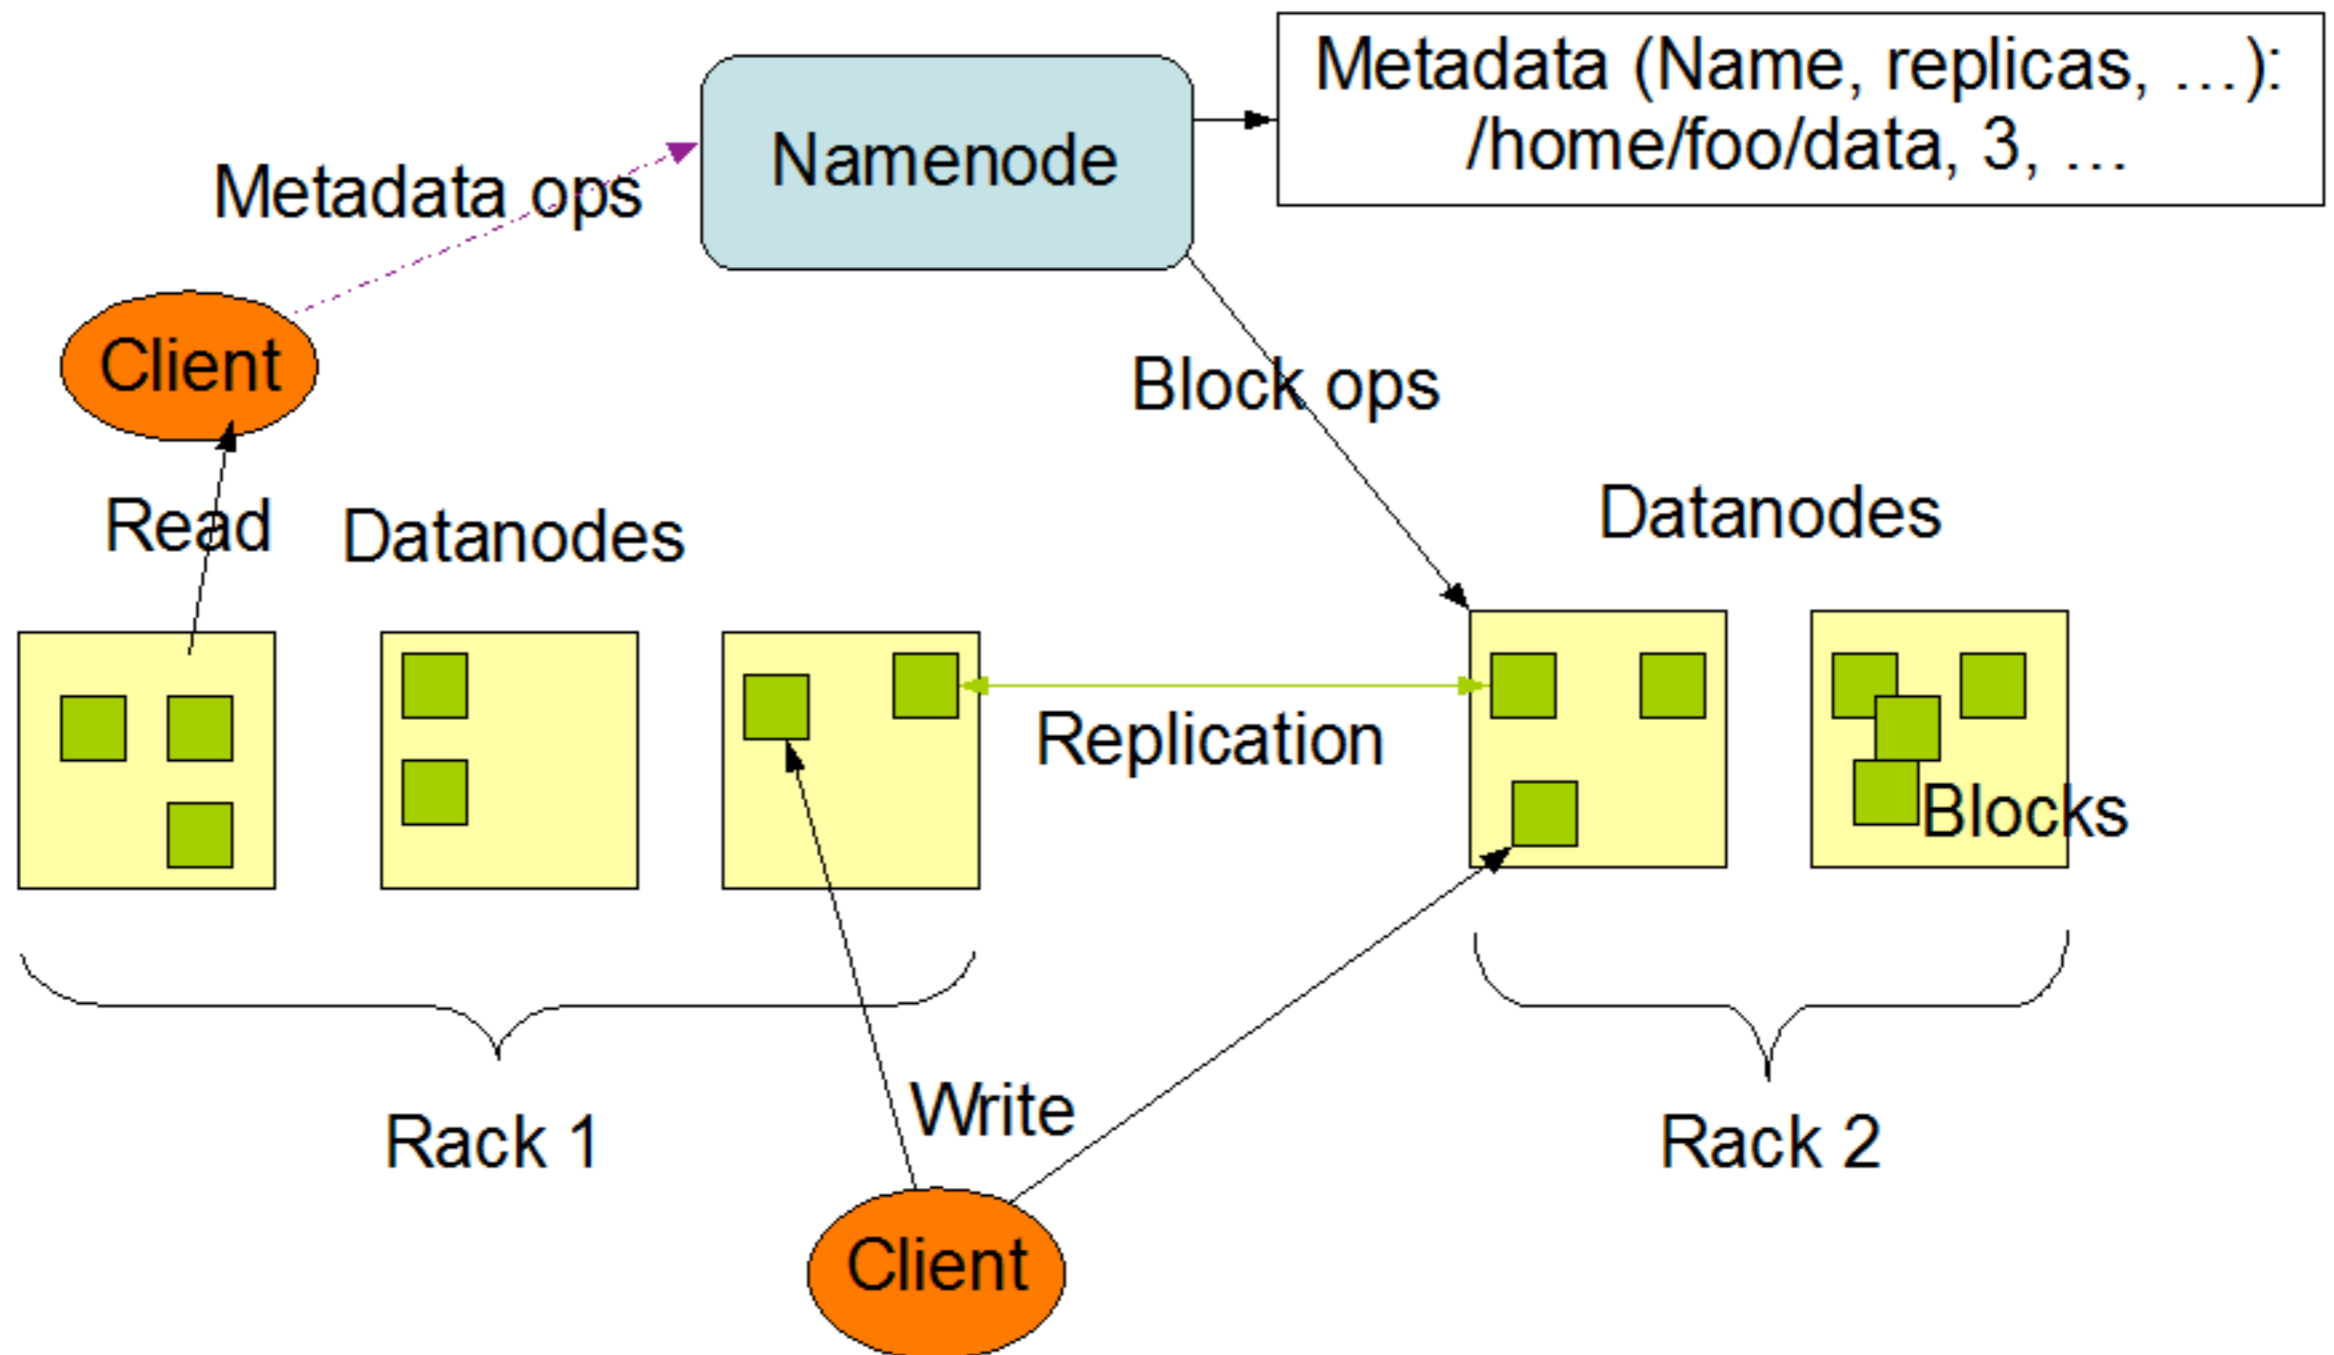 Metadata (Name, replicas, …):
/home/foo/data, 3, …
Namenode
Metadata ops
Client
Block ops
Read
Datanodes
Datanodes
Replication
Blocks
Rack 1
Write
Rack 2
Client